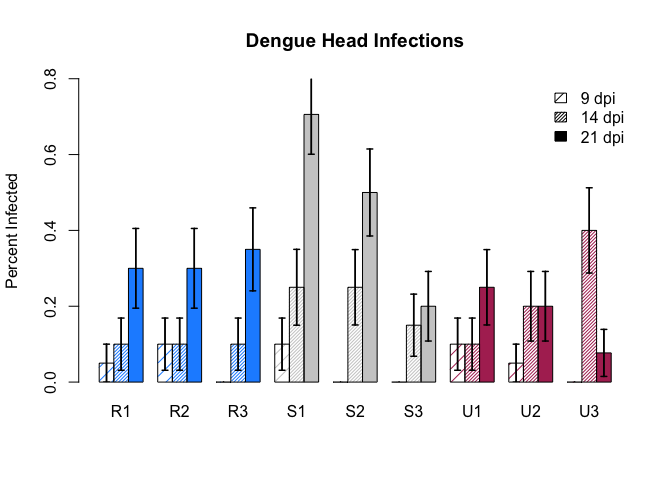 Dengue Head Infections
Percent Infected
0.8
0.6
0.4
0.2
0.0
9 dpi
14 dpi
21 dpi
R1 R2 R3 S1 S2 S3 U1 U2 U3